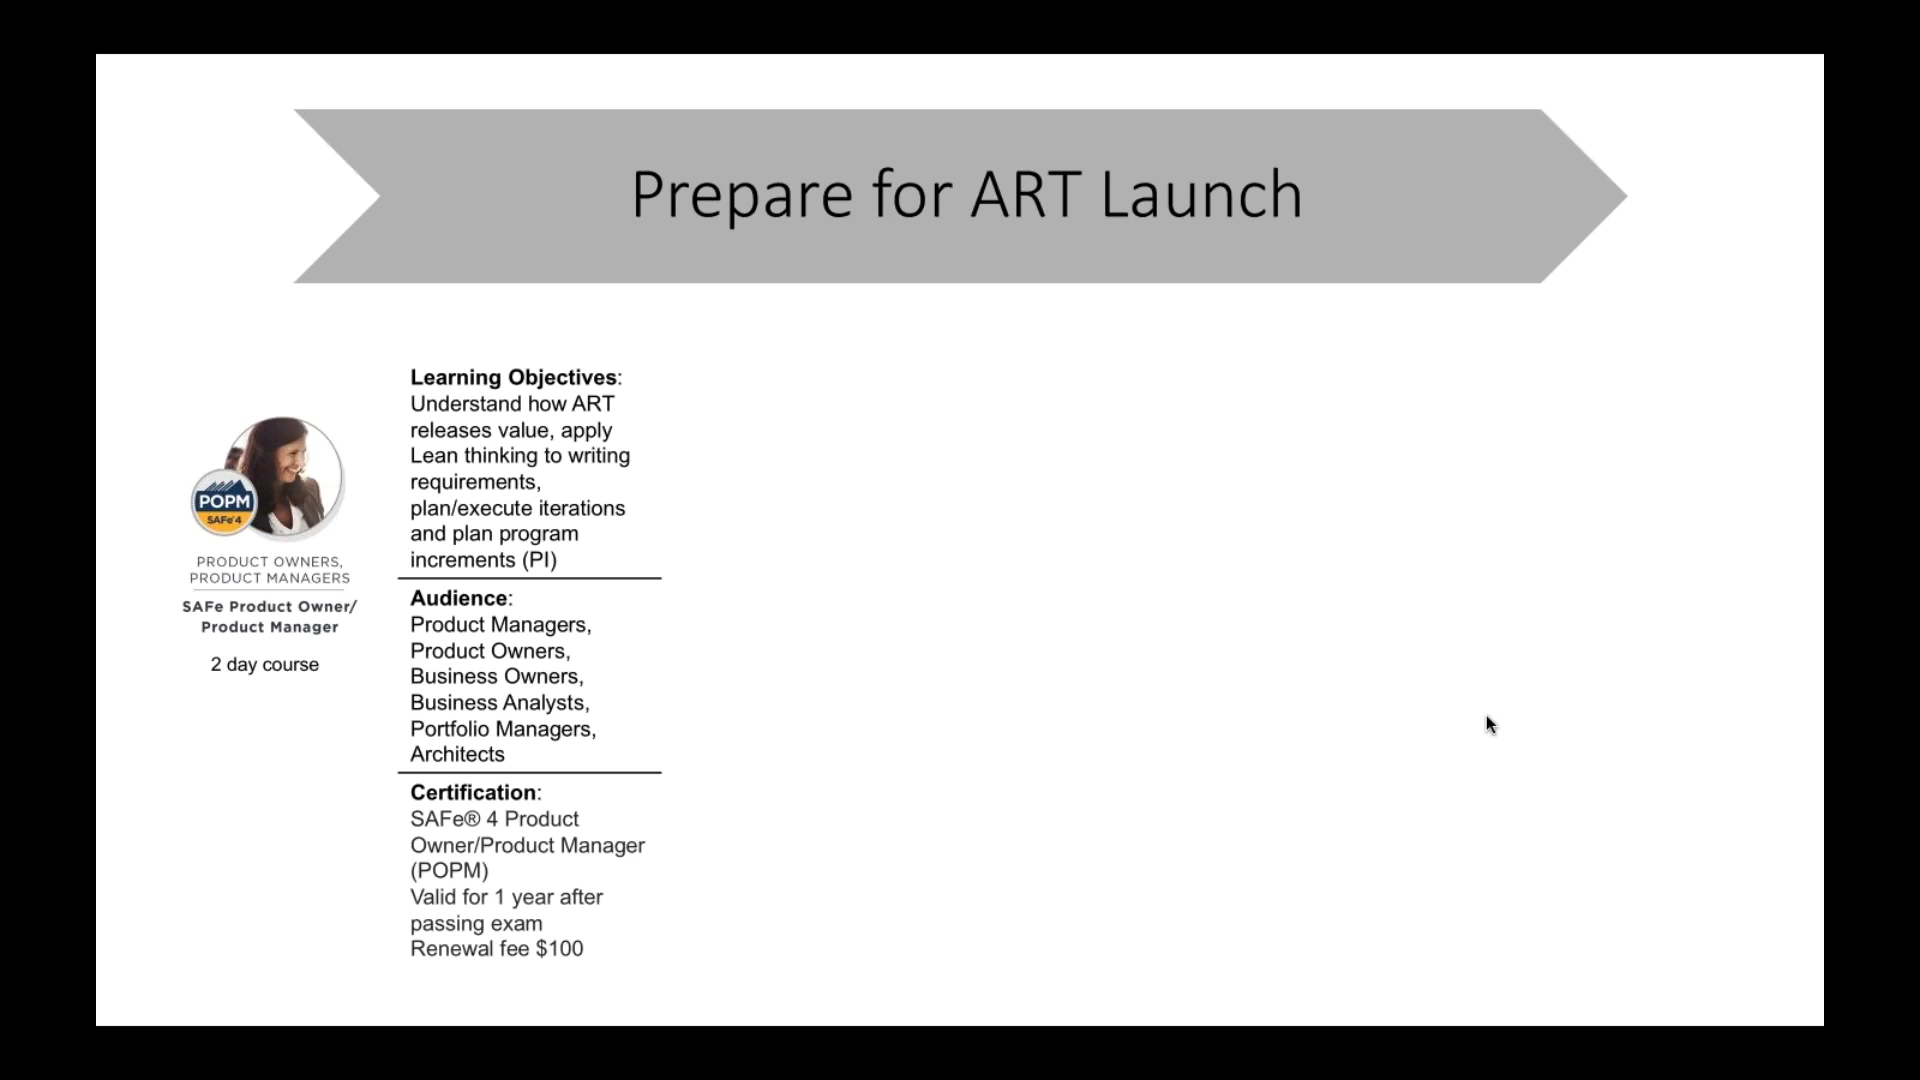 Prepare for ART Launch
POPM
SAFe 4
PRODUCT OWNERS,
PRODUCT MANAGERS
SAFe Product Owner/
Product Manager
2 day course
Learning Objectives:
Understand how ART
releases value, apply
Lean thinking to writing
requirements,
plan/execute iterations
and plan program
increments (PI)
Audience:
Product Managers,
Product Owners,
Business Owners,
Business Analysts,
Portfolio Managers,
Architects
Certification:
SAFe® 4 Product
Owner/Product Manager
(POPM)
Valid for 1 year after
passing exam
Renewal fee $100